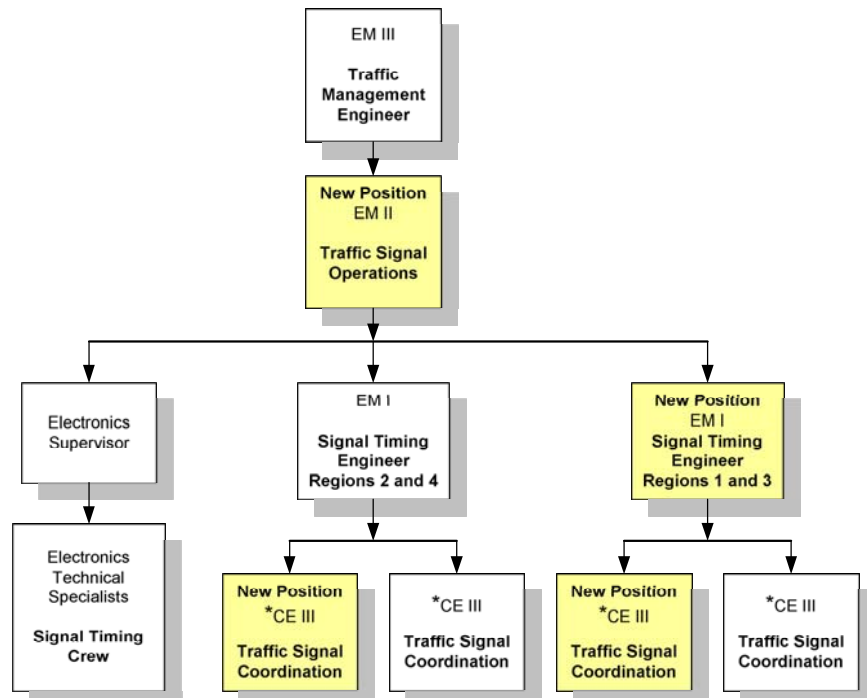 EM III
Traffic
Management
Engineer
New Position
EM II
Traffic Signal
Operations
Electronics
Supervisor
EM I
Signal Timing
Engineer
Regions 2 and 4
New Position
EM I
Signal Timing
Engineer
Regions 1 and 3
Electronics
Technical
Specialists
Signal Timing
Crew
New Position
*CE III
Traffic Signal
Coordination
*CE III
Traffic Signal
Coordination
New Position
*CE III
Traffic Signal
Coordination
*CE III
Traffic Signal
Coordination